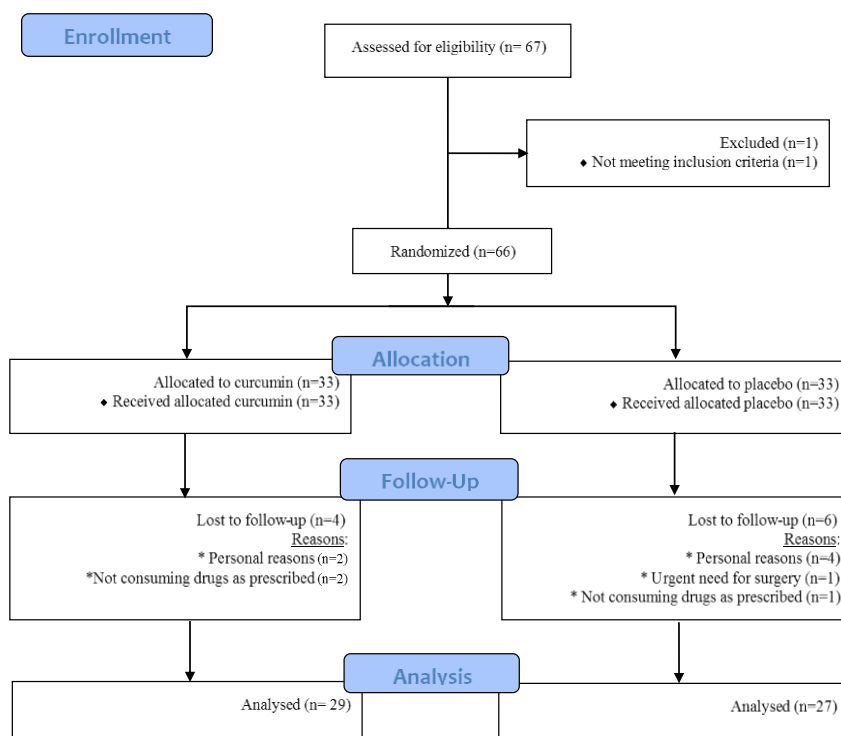 Enrollment
Assessed for eligibility (n= 67)
Excluded (n=1)
♦ Not meeting inclusion criteria (n=1)
Randomized (n=66)
Allocation
Allocated to curcumin (n=33)
♦ Received allocated curcumin (n=33)
Allocated to placebo (n=33)
♦ Received allocated placebo (n=33)
Follow-Up
Lost to follow-up (n=4)
Reasons:
* Personal reasons (n=2)
*Not consuming drugs as prescribed (n=2)
Lost to follow-up (n=6)
Reasons:
* Personal reasons (n=4)
* Urgent need for surgery (n=1)
* Not consuming drugs as prescribed (n=1)
Analysis
Analysed (n= 29)
Analysed (n=27)